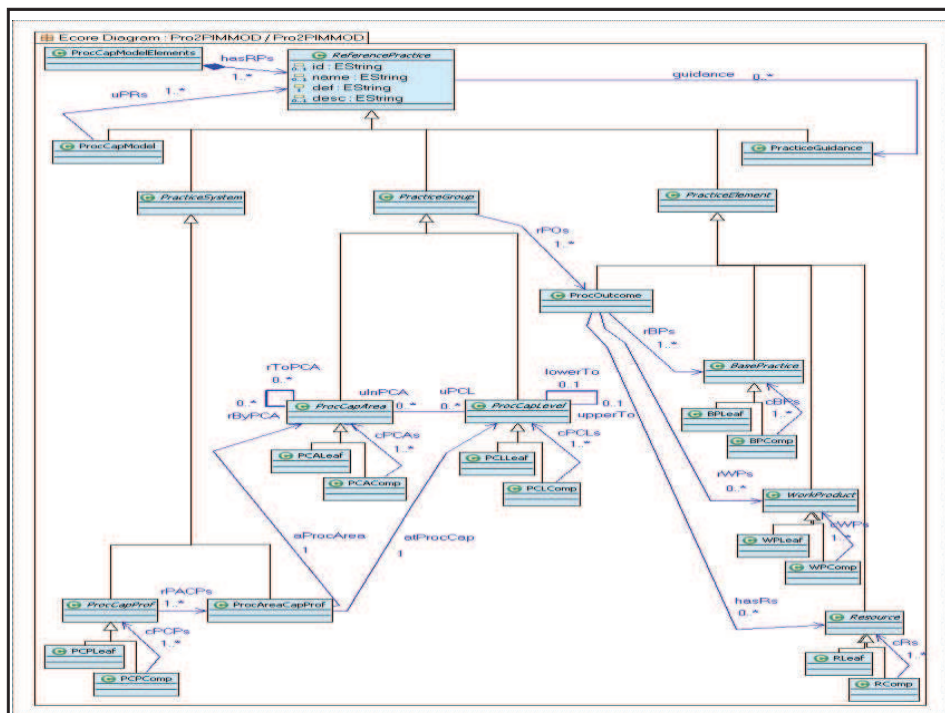 Ecore Diagram : Pro2PIMMOD / Pro2PIMMOD
ProcCapModelElements
hasRPs
1..*
ReferencePractice
id : EString
name : EString
def : EString
desc : EString
guidance
0..*
uPRs
1..*
ProcCapModel
PracticeGuidance
PracticeSystem
PracticeGroup
PracticeElement
rPOs
1..*
ProcOutcome
rBPs
1..*
BasePractice
rToPCA
0..*
0..*
rByPCA
uInPCA
0..*
uPCL
0..*
lowerTo
0..1
0..1
upperTo
ProcCapArea
ProcCapLevel
cBPs
1..*
BPLeaf
BPComp
cPCAs
1..*
PCALeaf
PCAComp
cPCLs
1..*
PCLLeaf
PCLComp
rWPs
0..*
WorkProduct
cWPs
1..*
WPLeaf
WPComp
aProcArea
1
atProcCap
1
rPACPs
1..*
ProcCapProf
ProcAreaCapProf
hasRs
0..*
Resource
cPCPs
1..*
PCPLeaf
PCPComp
cRs
1..*
RLeaf
RComp